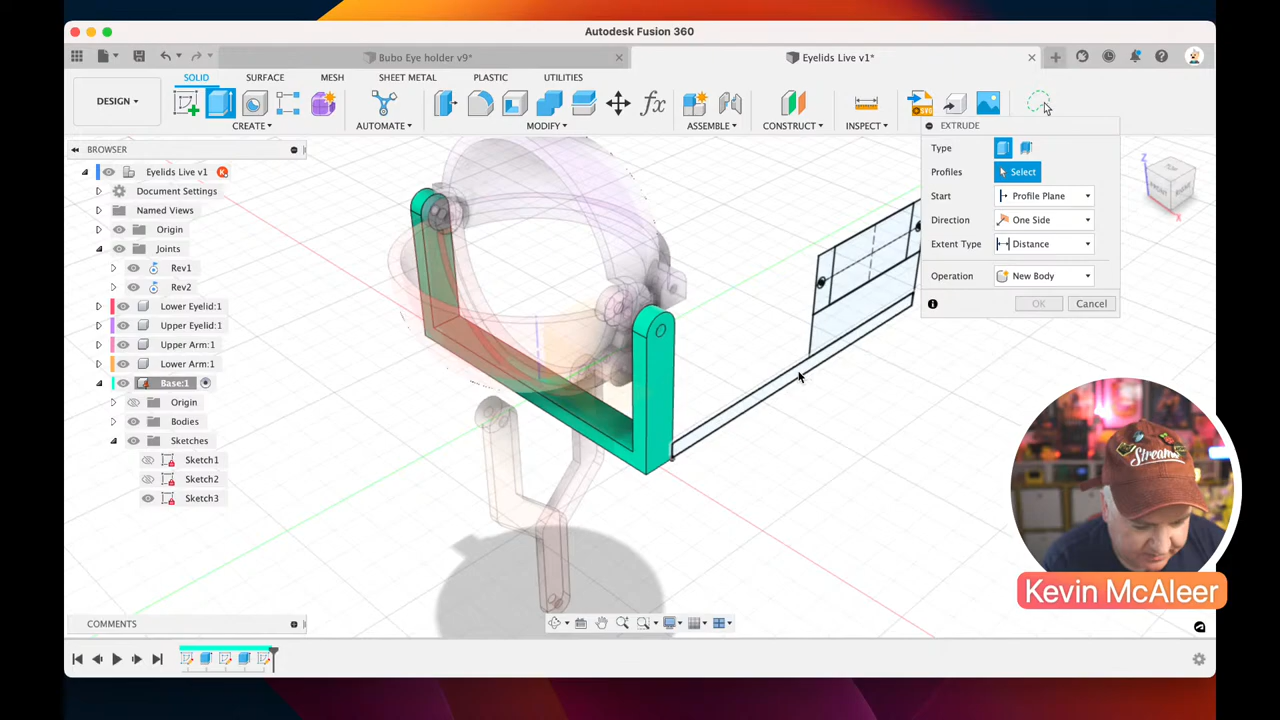 Autodesk Fusion 360
Bubo Eye holder v9*
Eyelids Live v1*
SOLID
SURFACE
MESH
SHEET METAL
PLASTIC
UTILITIES
DESIGN
CREATE
AUTOMATE
MODIFY
ASSEMBLE
CONSTRUCT
INSPECT
EXTRUDE
Type
Profiles
Select
Start
Profile Plane
Direction
One Side
Extent Type
Distance
Operation
New Body
OK
Cancel
BROWSER
Eyelids Live v1
K
Document Settings
Named Views
Origin
Joints
Rev1
Rev2
Lower Eyelid:1
Upper Eyelid:1
Upper Arm:1
Lower Arm:1
Base:1
Origin
Bodies
Sketches
Sketch1
Sketch2
Sketch3
Z
FRONT
RIGHT
X
Streams
Kevin McAleer
COMMENTS